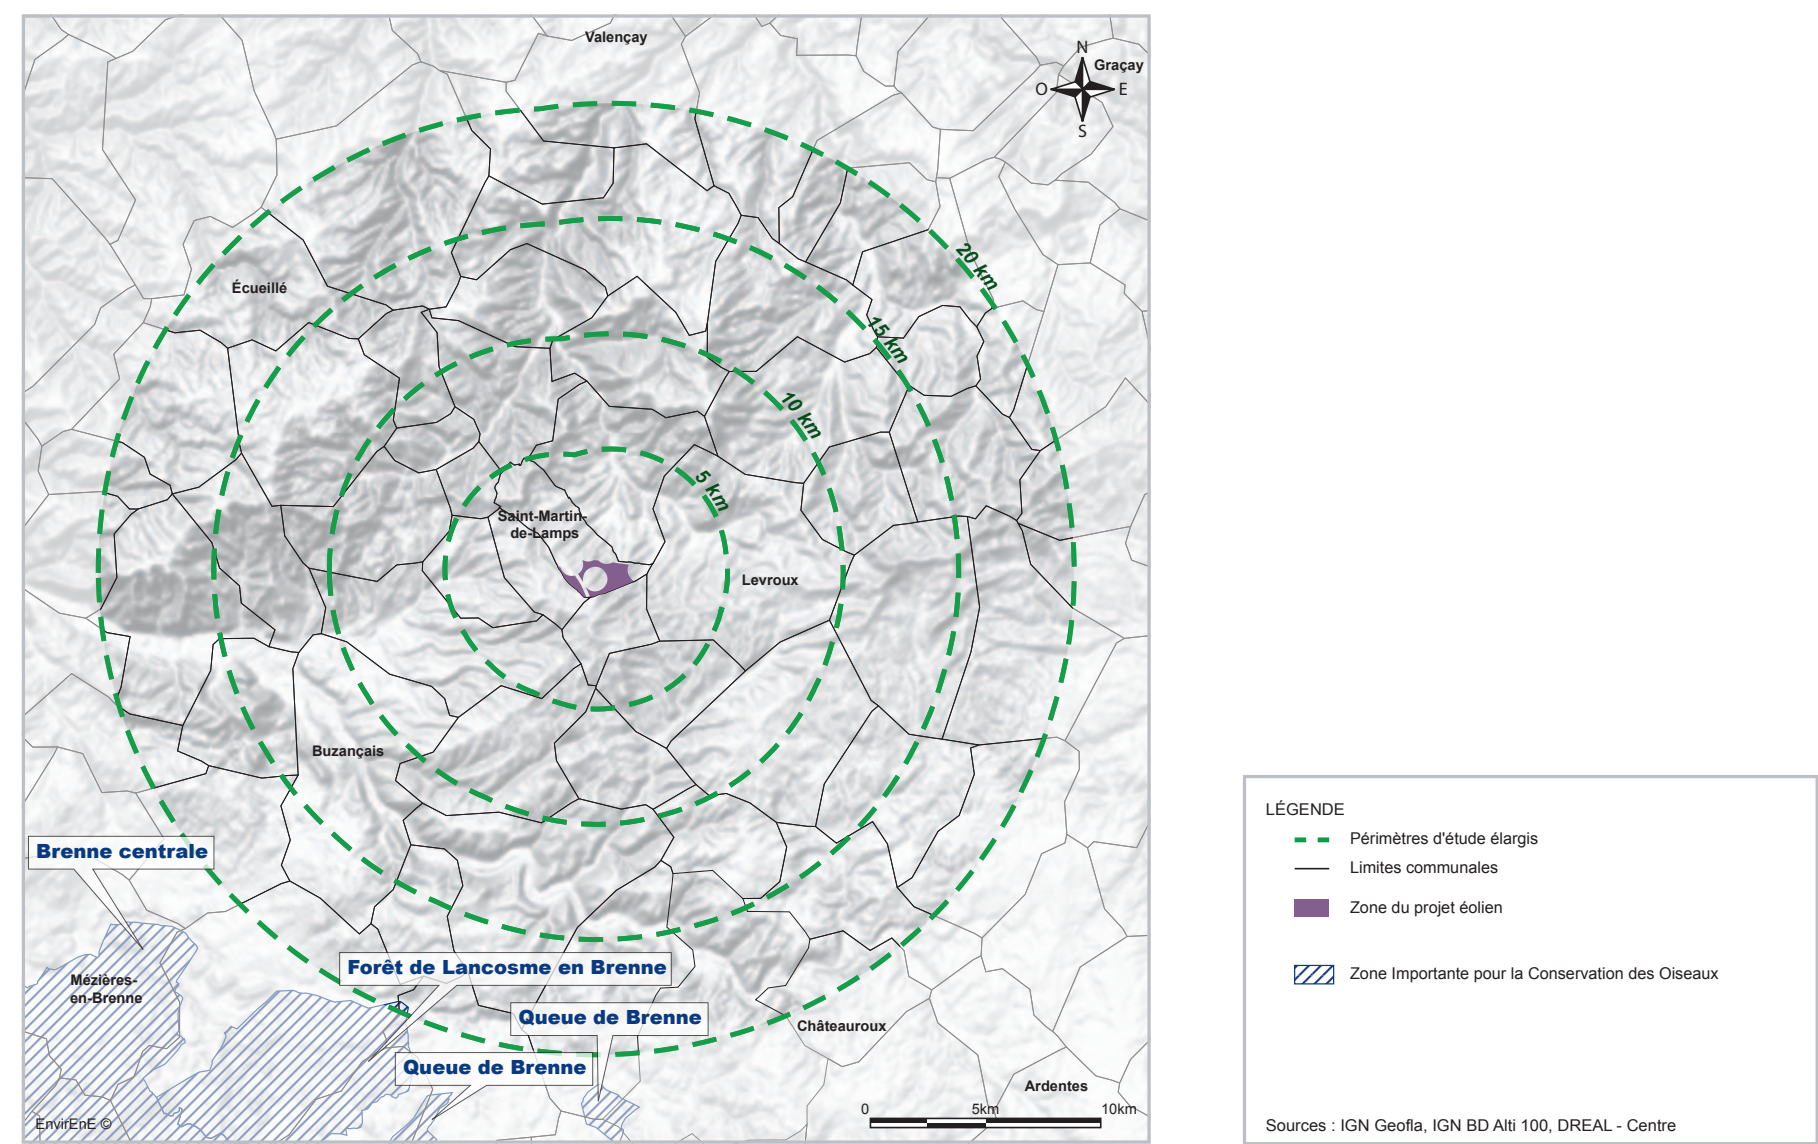 Valençay
N
Graçay
O
E
S
20 km
Écueillé
15 km
10 km
5 km
Saint-Martin-
de-Lamps
Levroux
Buzançais
Brenne centrale
Forêt de Lancosme en Brenne
Mézières-
en-Brenne
Queue de Brenne
Châteauroux
Queue de Brenne
Ardentes
0 5km 10km
EnvirEnE ©
LÉGENDE
Périmètres d'étude élargis
Limites communales
Zone du projet éolien
Zone Importante pour la Conservation des Oiseaux
Sources : IGN Geofla, IGN BD Alti 100, DREAL - Centre